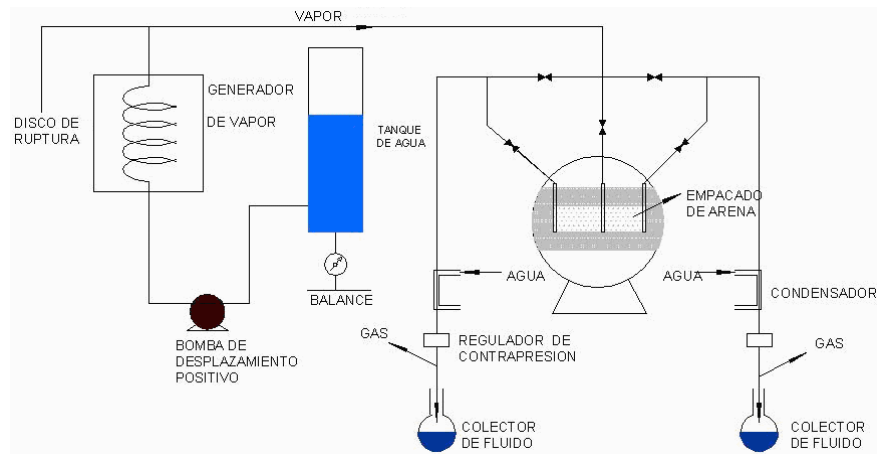 VAPOR
GENERADOR
DE VAPOR
DISCO DE
RUPTURA
TANQUE
DE AGUA
EMPACADO
DE ARENA
AGUA
AGUA
BALANCE
CONDENSADOR
BOMBA DE
DESPLAZAMIENTO
POSITIVO
GAS
REGULADOR DE
CONTRAPRESION
GAS
COLECTOR
DE FLUIDO
COLECTOR
DE FLUIDO